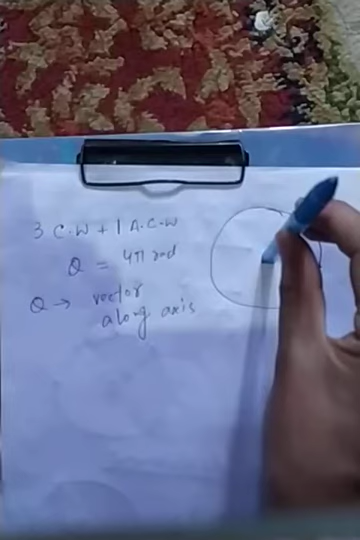 3 C.W + 1 A.C.W
Q = 4π rad
Q → vector
along axis